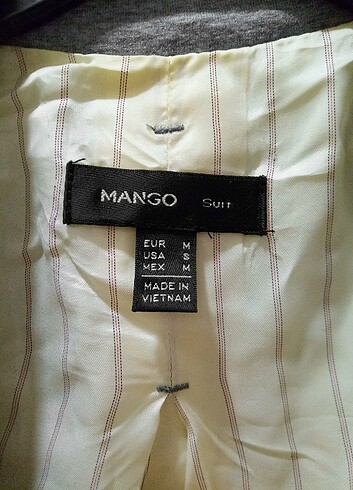 MANGO Suit
EUR M
USA S
MEX M
MADE IN
VIETNAM